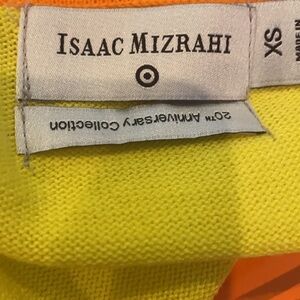 ISAAC MIZRAHI
XS
MADE IN
20TH Anniversary Collection